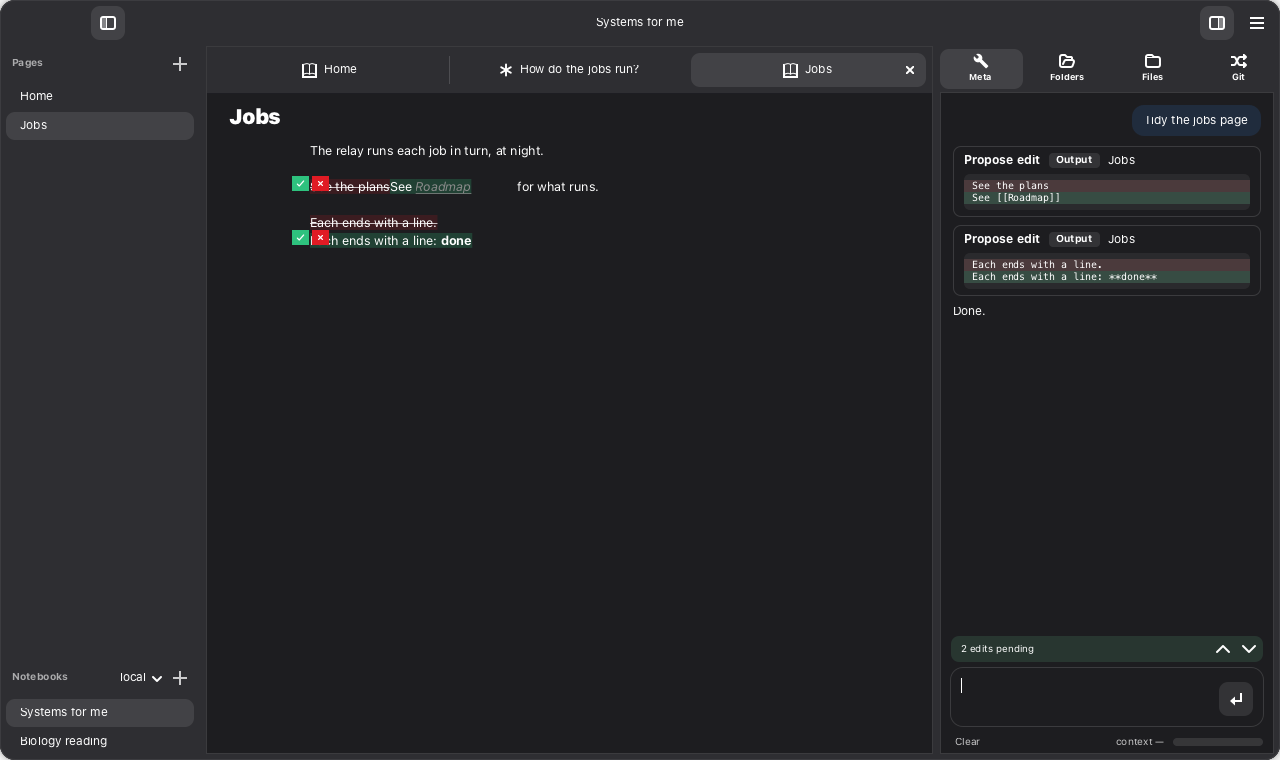 Systems for me
Pages
Home
Jobs
Home
How do the jobs run?
Jobs
Meta
Folders
Files
Git
Jobs
The relay runs each job in turn, at night.
the plansSee Roadmap for what runs.
Each ends with a line.
ends with a line: done
Tidy the jobs page
Propose edit Output Jobs
See the plans
See [[Roadmap]]
Propose edit Output Jobs
Each ends with a line.
Each ends with a line: **done**
Done.
2 edits pending
Clear
context —
Notebooks
local
Systems for me
Biology reading